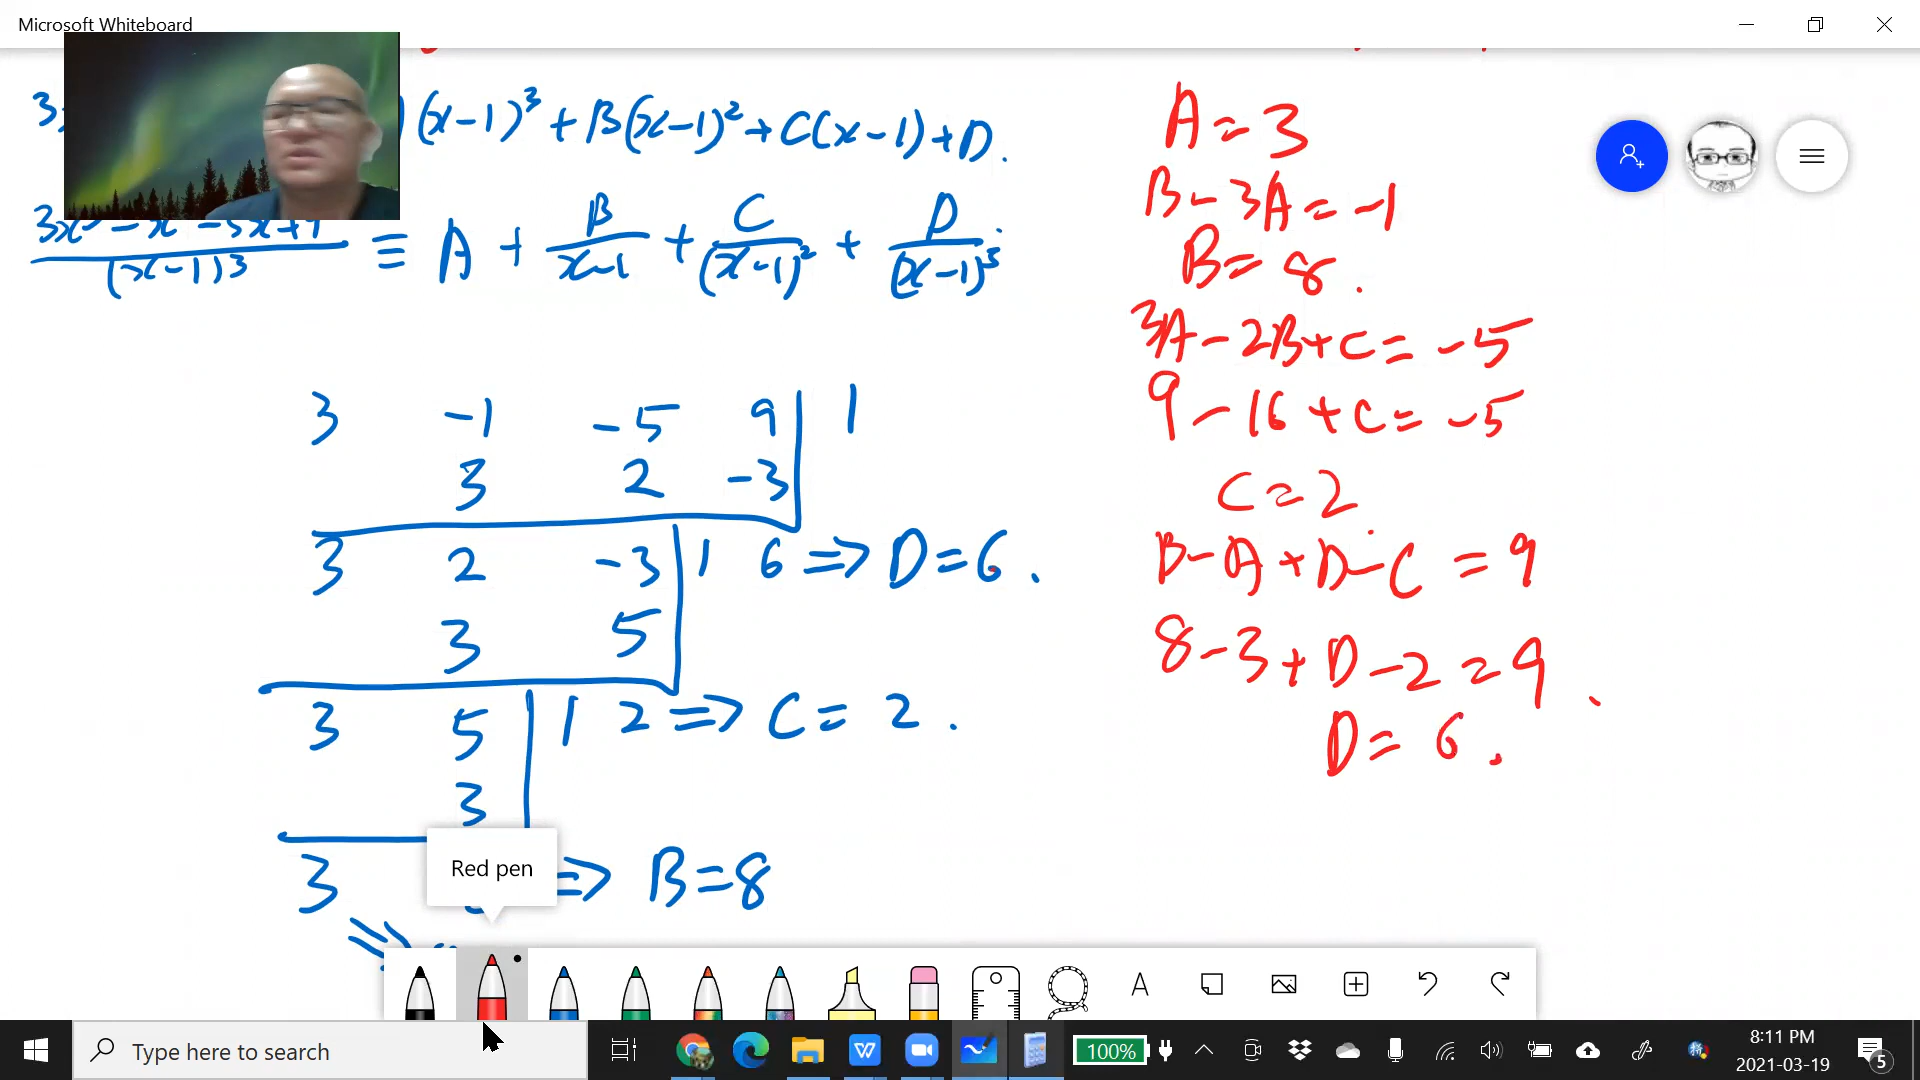 Microsoft Whiteboard
(x-1)³ + B(x-1)² + C(x-1) + D.
(x-1)³ ≡ A + B/(x-1) + C/(x-1)² + D/(x-1)³.
3 -1 -5 9 | 1
3 2 -3
3 2 -3 | 1 6 => D = 6.
3 5
3 5 | 1 2 => C = 2.
3
3 => B = 8
A = 3
B - 3A = -1
B = 8.
3A - 2B + C = -5
9 - 16 + C = -5
C = 2
B - A + D - C = 9
8 - 3 + D - 2 = 9.
D = 6.
Red pen
Type here to search
100%
8:11 PM
2021-03-19
5